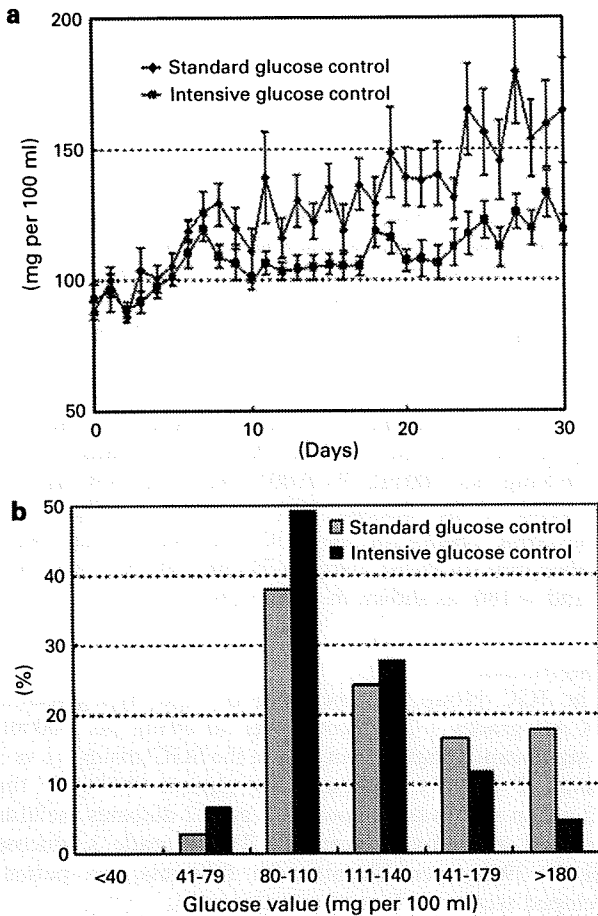 a
200
Standard glucose control
Intensive glucose control
150
(mg per 100 ml)
100
50
0 10 20 30
(Days)
b
50
Standard glucose control
Intensive glucose control
40
30
(%)
20
10
0
<40 41-79 80-110 111-140 141-179 >180
Glucose value (mg per 100 ml)